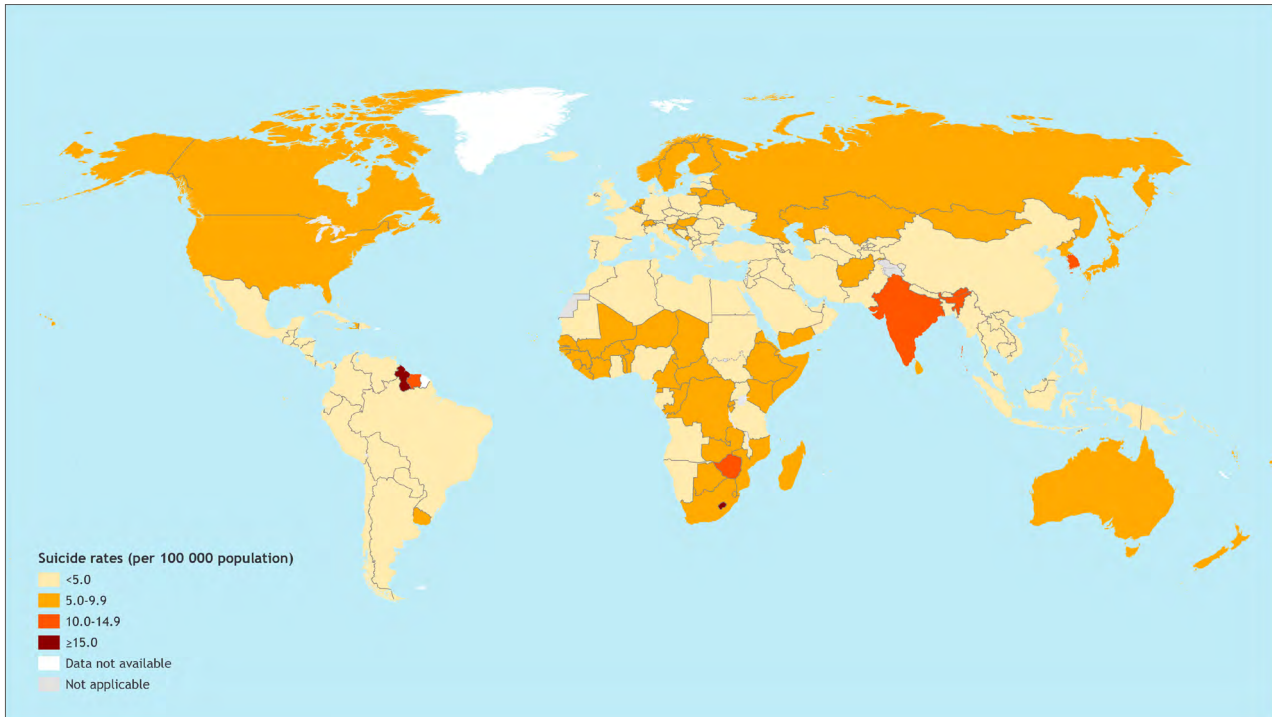 Suicide rates (per 100 000 population)
<5.0
5.0-9.9
10.0-14.9
≥15.0
Data not available
Not applicable